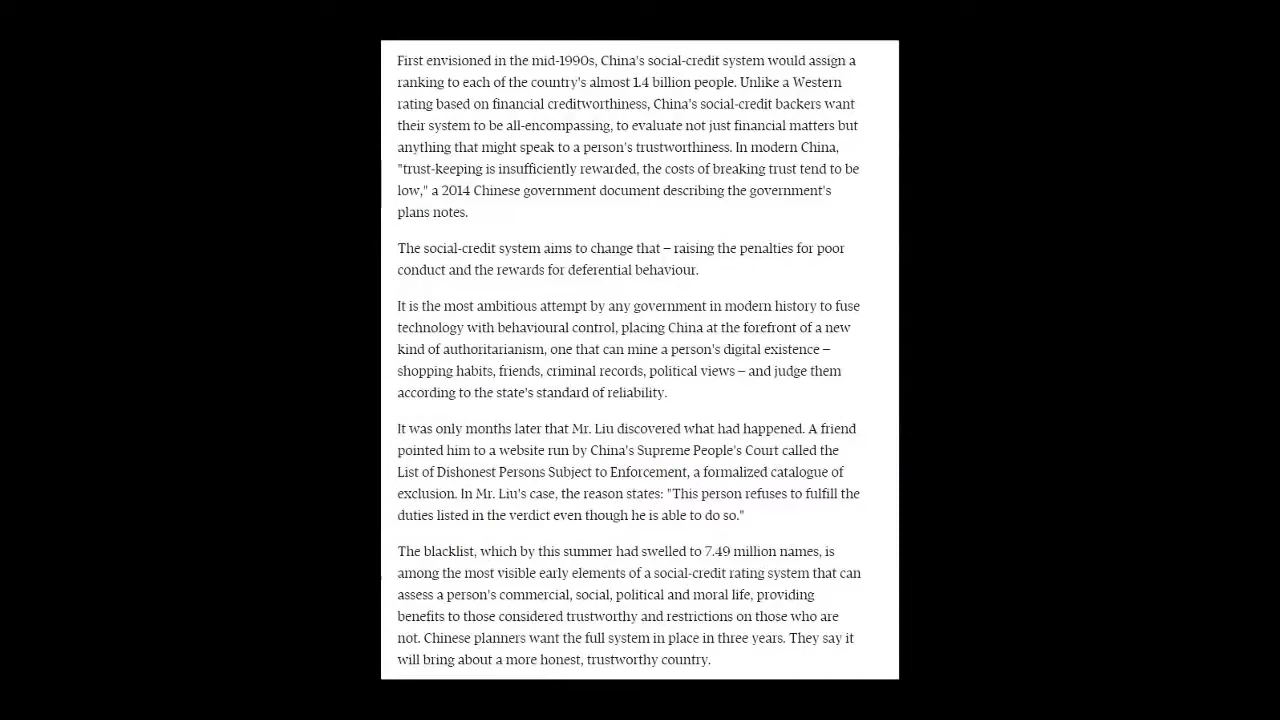 First envisioned in the mid-1990s, China's social-credit system would assign a
ranking to each of the country's almost 1.4 billion people. Unlike a Western
rating based on financial creditworthiness, China's social-credit backers want
their system to be all-encompassing, to evaluate not just financial matters but
anything that might speak to a person's trustworthiness. In modern China,
"trust-keeping is insufficiently rewarded, the costs of breaking trust tend to be
low," a 2014 Chinese government document describing the government's
plans notes.
The social-credit system aims to change that – raising the penalties for poor
conduct and the rewards for deferential behaviour.
It is the most ambitious attempt by any government in modern history to fuse
technology with behavioural control, placing China at the forefront of a new
kind of authoritarianism, one that can mine a person's digital existence –
shopping habits, friends, criminal records, political views – and judge them
according to the state's standard of reliability.
It was only months later that Mr. Liu discovered what had happened. A friend
pointed him to a website run by China's Supreme People's Court called the
List of Dishonest Persons Subject to Enforcement, a formalized catalogue of
exclusion. In Mr. Liu's case, the reason states: "This person refuses to fulfill the
duties listed in the verdict even though he is able to do so."
The blacklist, which by this summer had swelled to 7.49 million names, is
among the most visible early elements of a social-credit rating system that can
assess a person's commercial, social, political and moral life, providing
benefits to those considered trustworthy and restrictions on those who are
not. Chinese planners want the full system in place in three years. They say it
will bring about a more honest, trustworthy country.